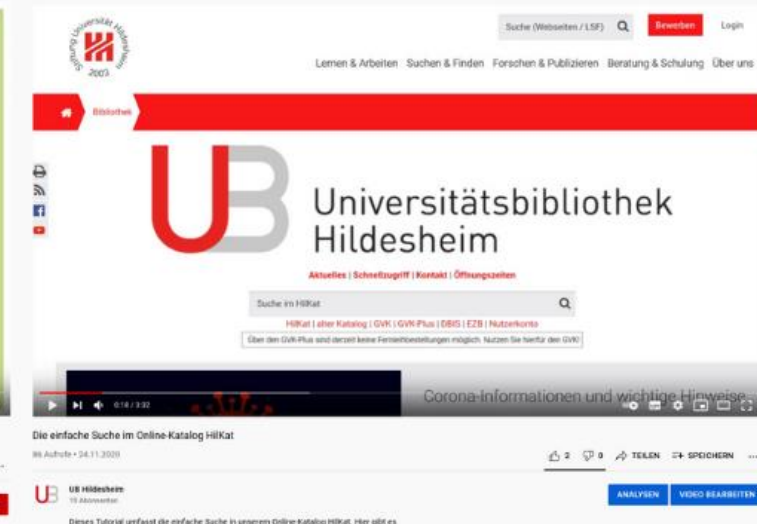 Stiftung Universität Hildesheim
2003
Suche (Webseiten / LSF)
Bewerben
Login
Lernen & Arbeiten Suchen & Finden Forschen & Publizieren Beratung & Schulung Über uns
Bibliothek
UB
Universitätsbibliothek
Hildesheim
Aktuelles | Schnellzugriff | Kontakt | Öffnungszeiten
Suche im HilKat
HilKat | alter Katalog | GVK | GVK-Plus | DBIS | EZB | Nutzerkonto
Über den GVK-Plus sind derzeit keine Fernleihbestellungen möglich. Nutzen Sie hierfür den GVK!
Corona-Informationen und wichtige Hinweise
0:18 / 3:92
Die einfache Suche im Online-Katalog HilKat
86 Aufrufe • 24.11.2020
2 0 TEILEN SPEICHERN ...
UB
UB Hildesheim
ANALYSEN
VIDEO BEARBEITEN
Abonnenten
Dieses Tutorial umfasst die einfache Suche in unserem Online-Katalog HilKat. Hier gibt es